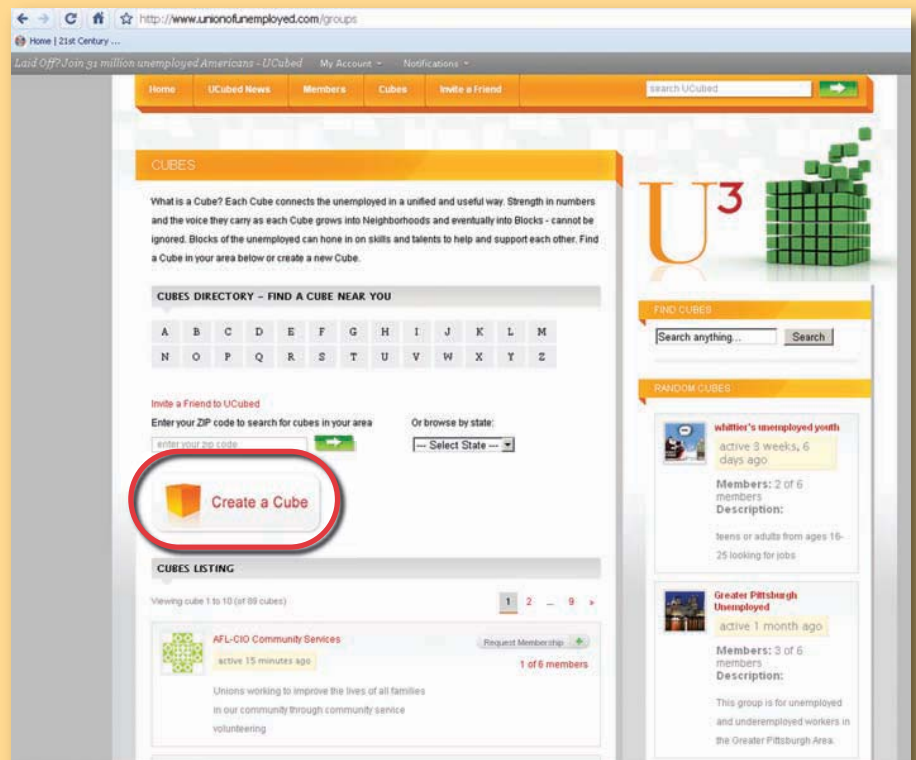 http://www.unionofunemployed.com/groups
Home | 21st Century ...
Laid Off? Join 31 million unemployed Americans - UCubed My Account Notifications
Home UCubed News Members Cubes Invite a Friend
search UCubed
CUBES
What is a Cube? Each Cube connects the unemployed in a unified and useful way. Strength in numbers
and the voice they carry as each Cube grows into Neighborhoods and eventually into Blocks - cannot be
ignored. Blocks of the unemployed can hone in on skills and talents to help and support each other. Find
a Cube in your area below or create a new Cube.
CUBES DIRECTORY – FIND A CUBE NEAR YOU
A B C D E F G H I J K L M
N O P Q R S T U V W X Y Z
Invite a Friend to UCubed
Enter your ZIP code to search for cubes in your area
enter your zip code
Or browse by state:
--- Select State ---
Create a Cube
CUBES LISTING
Viewing cube 1 to 10 (of 89 cubes)
1 2 ... 9 »
AFL-CIO Community Services
active 15 minutes ago
Request Membership
1 of 6 members
Unions working to improve the lives of all families
in our community through community service
volunteering
U3
FIND CUBES
Search anything... Search
RANDOM CUBES
whittier's unemployed youth
active 3 weeks, 6
days ago
Members: 2 of 6
members
Description:
teens or adults from ages 16-
25 looking for jobs
Greater Pittsburgh
Unemployed
active 1 month ago
Members: 3 of 6
members
Description:
This group is for unemployed
and underemployed workers in
the Greater Pittsburgh Area.